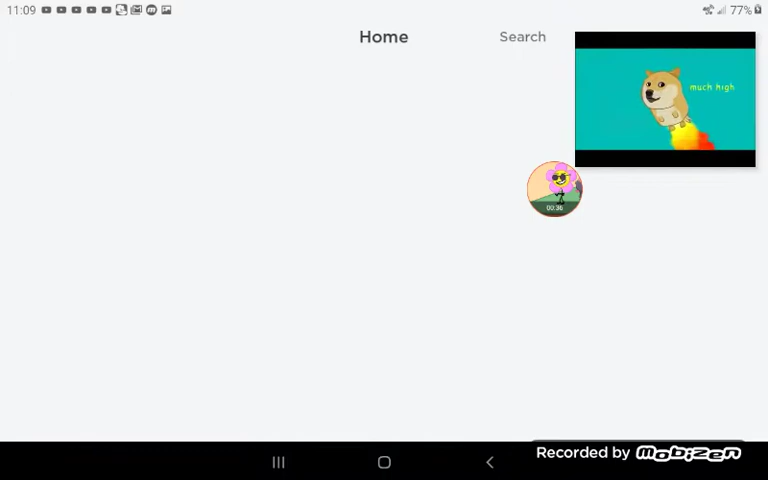 11:09
77%
Home
Search
much high
00:36
Recorded by mobizen